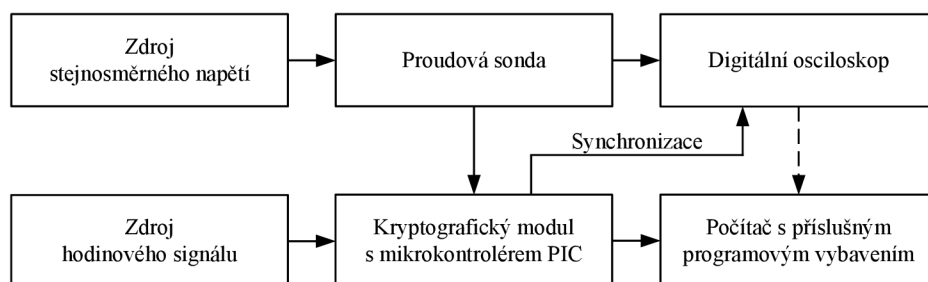 Zdroj
stejnosměrného napětí
Proudová sonda
Digitální osciloskop
Synchronizace
Zdroj
hodinového signálu
Kryptografický modul
s mikrokontrolérem PIC
Počítač s příslušným
programovým vybavením